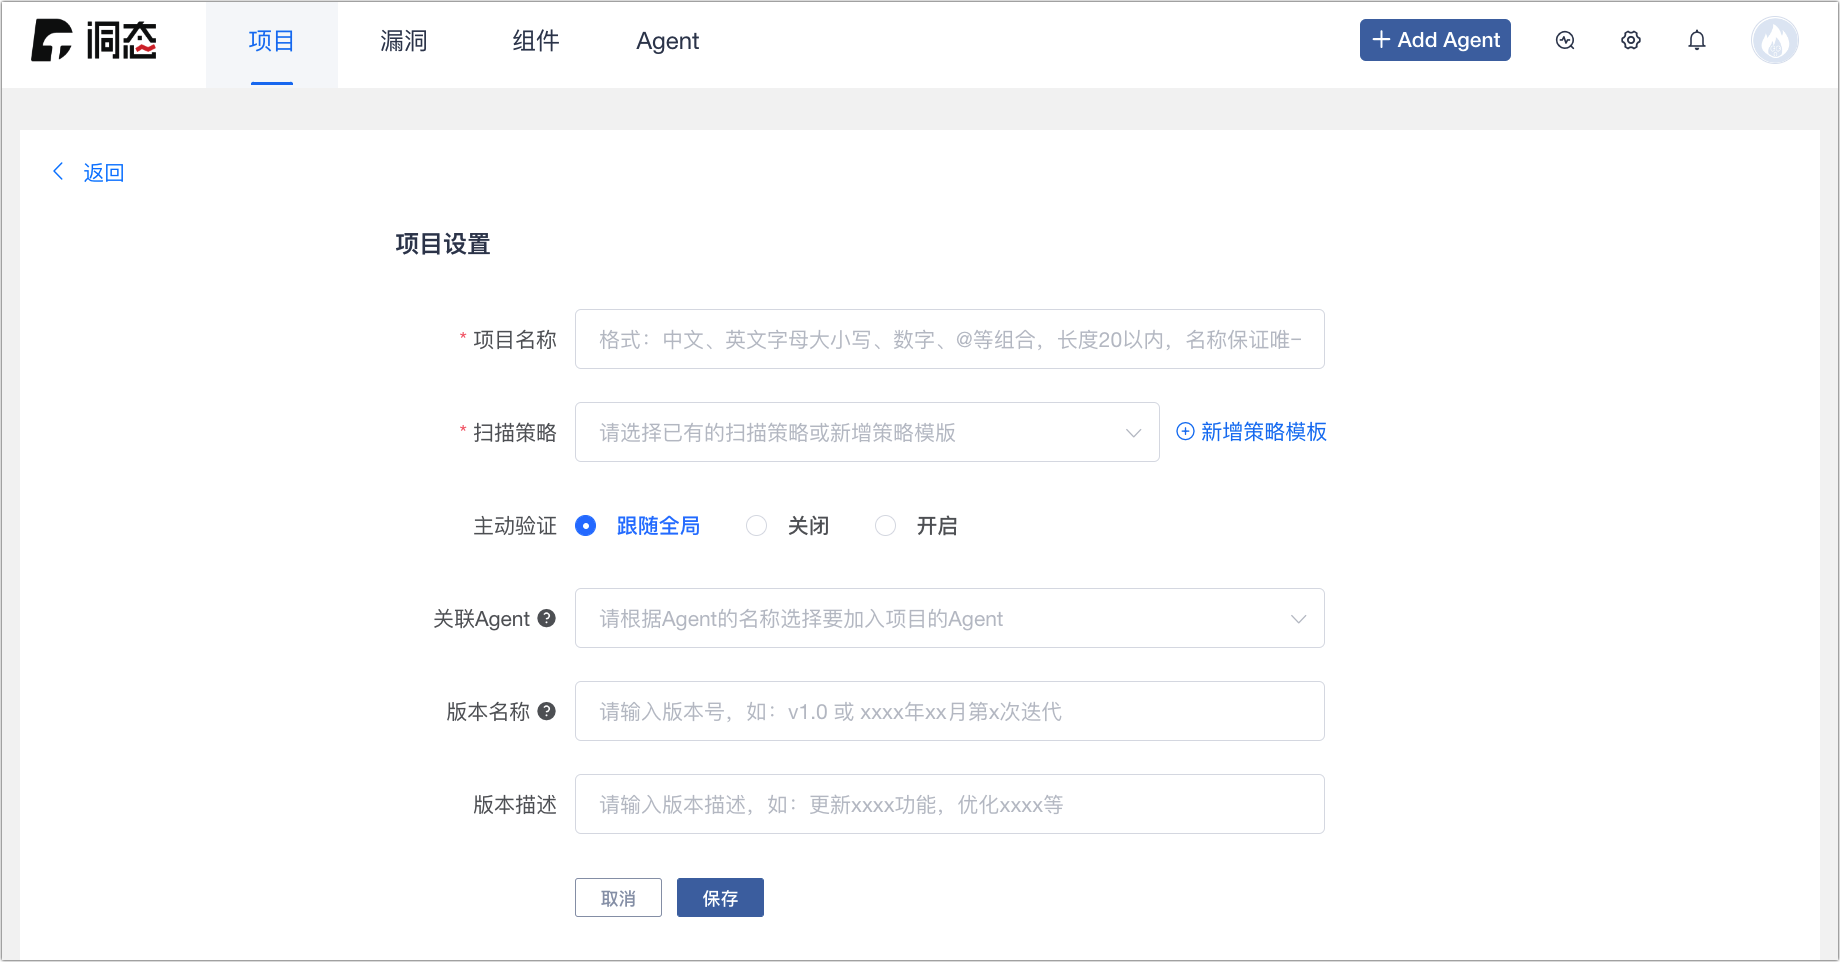 洞态
项目
漏洞
组件
Agent
+ Add Agent
返回
项目设置
* 项目名称
格式：中文、英文字母大小写、数字、@等组合，长度20以内，名称保证唯一
* 扫描策略
请选择已有的扫描策略或新增策略模版
新增策略模板
主动验证
跟随全局
关闭
开启
关联Agent ?
请根据Agent的名称选择要加入项目的Agent
版本名称 ?
请输入版本号，如：v1.0 或 xxxx年xx月第x次迭代
版本描述
请输入版本描述，如：更新xxxx功能，优化xxxx等
取消
保存